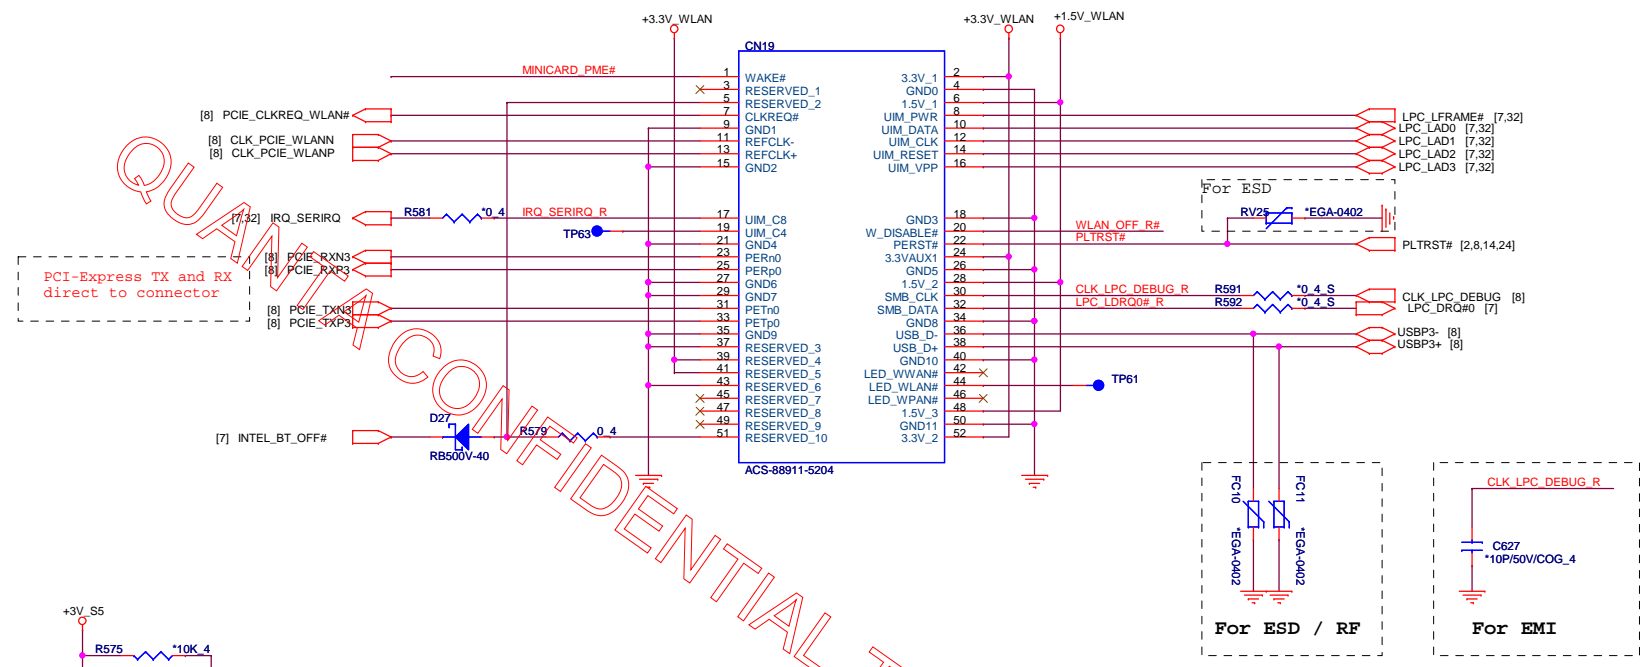 +3.3V_WLAN
+3.3V_WLAN
+1.5V_WLAN
CN19
MINICARD_PME#
1 WAKE#
3 RESERVED_1
5 RESERVED_2
[8] PCIE_CLKREQ_WLAN# 7 CLKREQ#
9 GND1
[8] CLK_PCIE_WLANN 11 REFCLK-
[8] CLK_PCIE_WLANP 13 REFCLK+
15 GND2
[7,32] IRQ_SERIRQ R581 *0_4 IRQ_SERIRQ_R 17 UIM_C8
TP63 19 UIM_C4
21 GND4
[8] PCIE_RXN3 23 PERn0
[8] PCIE_RXP3 25 PERp0
27 GND6
29 GND7
[8] PCIE_TXN3 31 PETn0
[8] PCIE_TXP3 33 PETp0
35 GND9
37 RESERVED_3
39 RESERVED_4
41 RESERVED_5
43 RESERVED_6
45 RESERVED_7
47 RESERVED_8
49 RESERVED_9
51 RESERVED_10
3.3V_1 2
GND0 4
1.5V_1 6
UIM_PWR 8 LPC_LFRAME# [7,32]
UIM_DATA 10 LPC_LAD0 [7,32]
UIM_CLK 12 LPC_LAD1 [7,32]
UIM_RESET 14 LPC_LAD2 [7,32]
UIM_VPP 16 LPC_LAD3 [7,32]
For ESD
RV25 *EGA-0402
GND3 18
W_DISABLE# 20 WLAN_OFF_R#
PERST# 22 PLTRST# PLTRST# [2,8,14,24]
3.3VAUX1 24
GND5 26
1.5V_2 28
SMB_CLK 30 CLK_LPC_DEBUG_R R591 *0_4_S CLK_LPC_DEBUG [8]
SMB_DATA 32 LPC_LDRQ0#_R R592 *0_4_S LPC_DRQ#0 [7]
GND8 34
USB_D- 36 USBP3- [8]
USB_D+ 38 USBP3+ [8]
GND10 40
LED_WWAN# 42
LED_WLAN# 44 TP61
LED_WPAN# 46
1.5V_3 48
GND11 50
3.3V_2 52
ACS-88911-5204
PCI-Express TX and RX
direct to connector
[7] INTEL_BT_OFF# D27 R579 0_4
RB500V-40
FC10 *EGA-0402
FC11 *EGA-0402
For ESD / RF
CLK_LPC_DEBUG_R
C627
*10P/50V/COG_4
For EMI
+3V_S5
R575 *10K_4
QUANTA CONFIDENTIAL